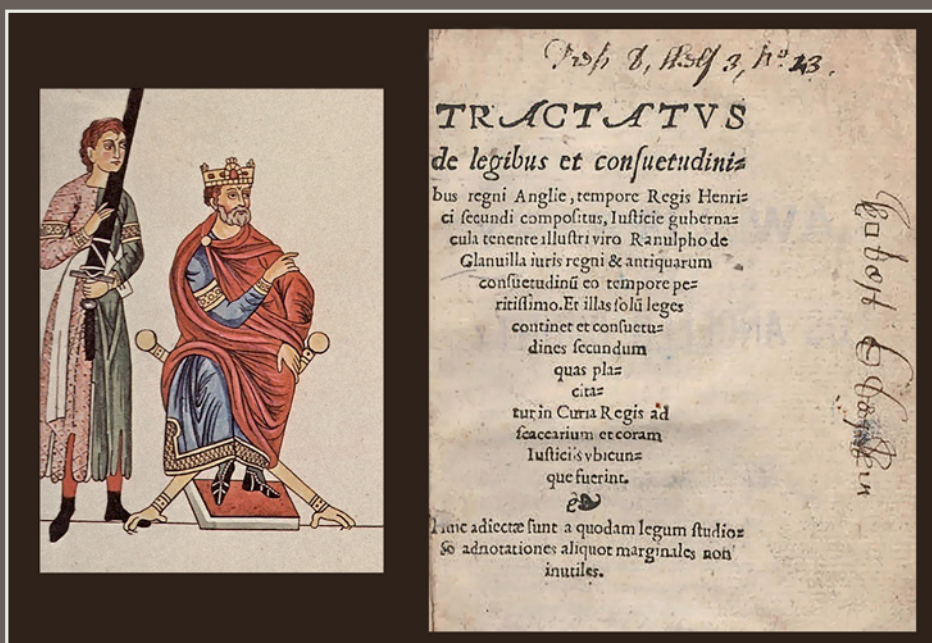 TRACTATVS
de legibus et conſuetudini⸗
bus regni Anglie, tempore Regis Henri⸗
ci ſecundi compoſitus, Iuſticie guberna⸗
cula tenente illuſtri viro Ranulpho de
Glanuilla iuris regni & antiquarum
conſuetudinū eo tempore pe⸗
ritiſſimo. Et illas ſolū leges
continet et conſuetu⸗
dines ſecundum
quas pla⸗
cita⸗
tur in Curia Regis ad
ſcaccarium et coram
Iuſticiis vbicun⸗
que fuerint.
Huic adiectæ ſunt a quodam legum ſtudio⸗
ſo adnotationes aliquot marginales non
inutiles.